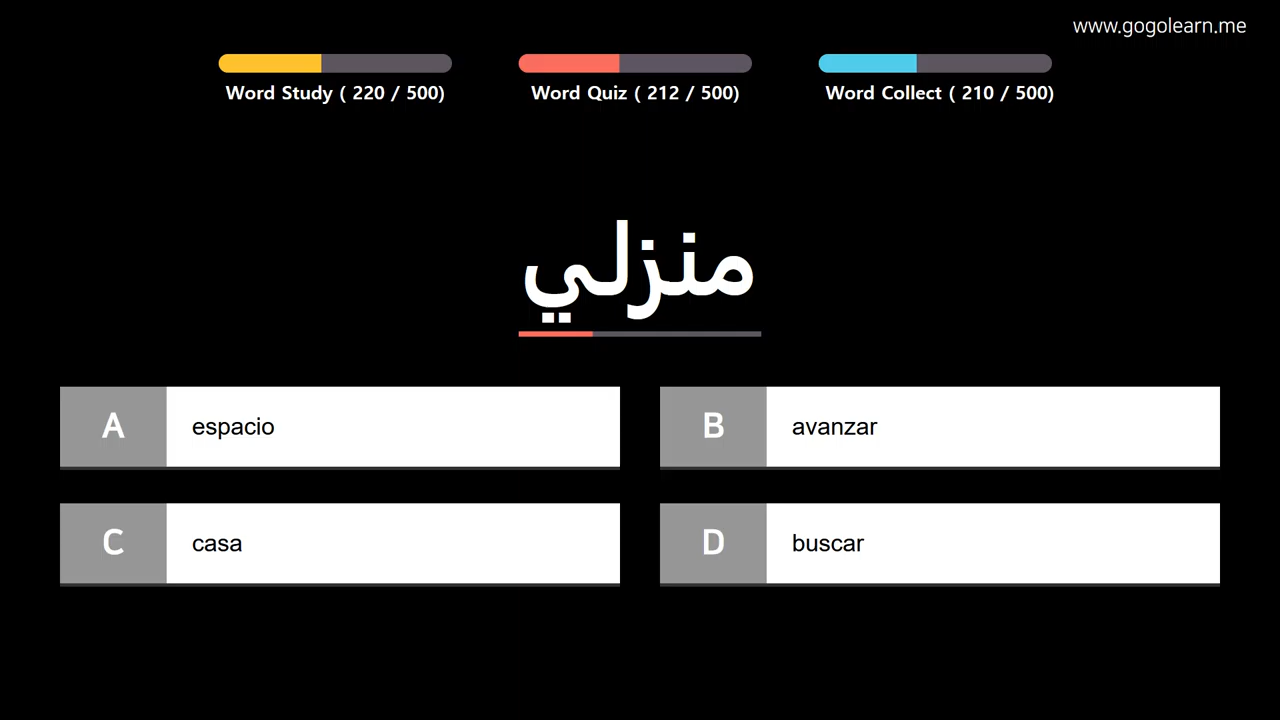 www.gogolearn.me
Word Study ( 220 / 500)
Word Quiz ( 212 / 500)
Word Collect ( 210 / 500)
منزلي
A espacio
B avanzar
C casa
D buscar